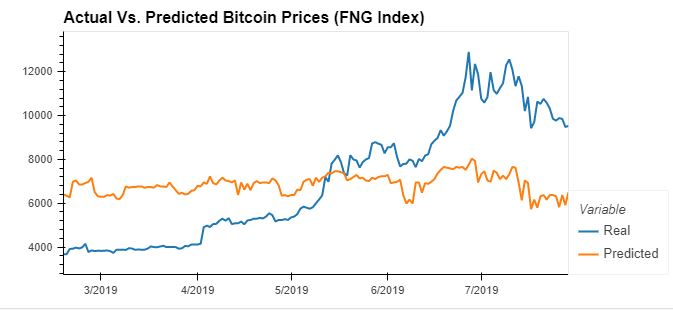 Actual Vs. Predicted Bitcoin Prices (FNG Index)
12000
10000
8000
6000
4000
3/2019 4/2019 5/2019 6/2019 7/2019
Variable
Real
Predicted